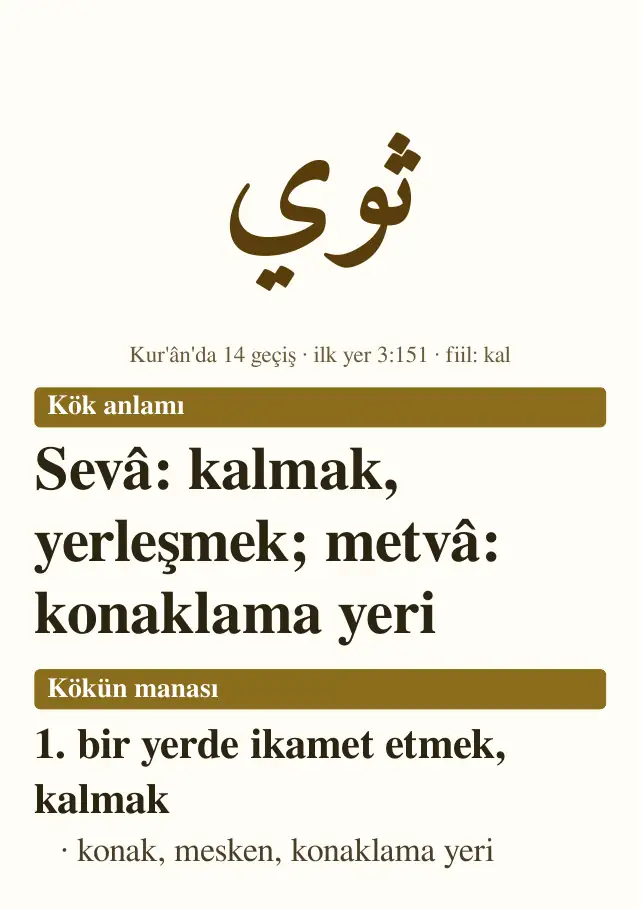 ثوي
Kur'ân'da 14 geçiş · ilk yer 3:151 · fiil: kal
Kök anlamı
Sevâ: kalmak,
yerleşmek; metvâ:
konaklama yeri
Kökün manası
1. bir yerde ikamet etmek,
kalmak
· konak, mesken, konaklama yeri